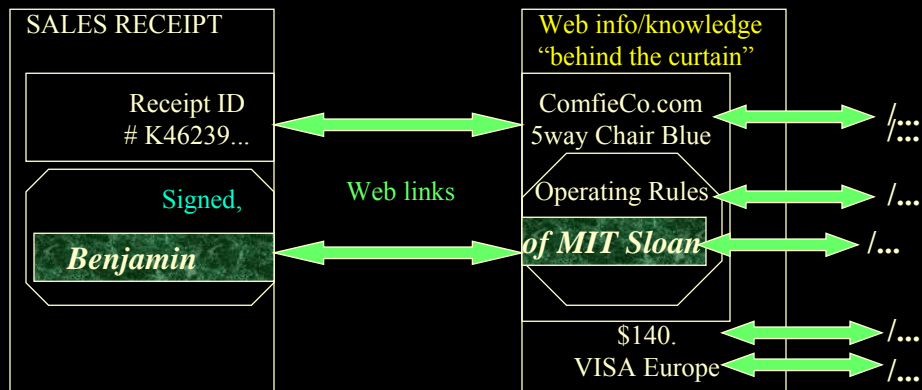 SALES RECEIPT
Receipt ID
# K46239...
Signed,
Benjamin
Web links
Web info/knowledge
“behind the curtain”
ComfieCo.com
5way Chair Blue
Operating Rules
of MIT Sloan
$140.
VISA Europe
/...
/...
/...
/...
/...
/...